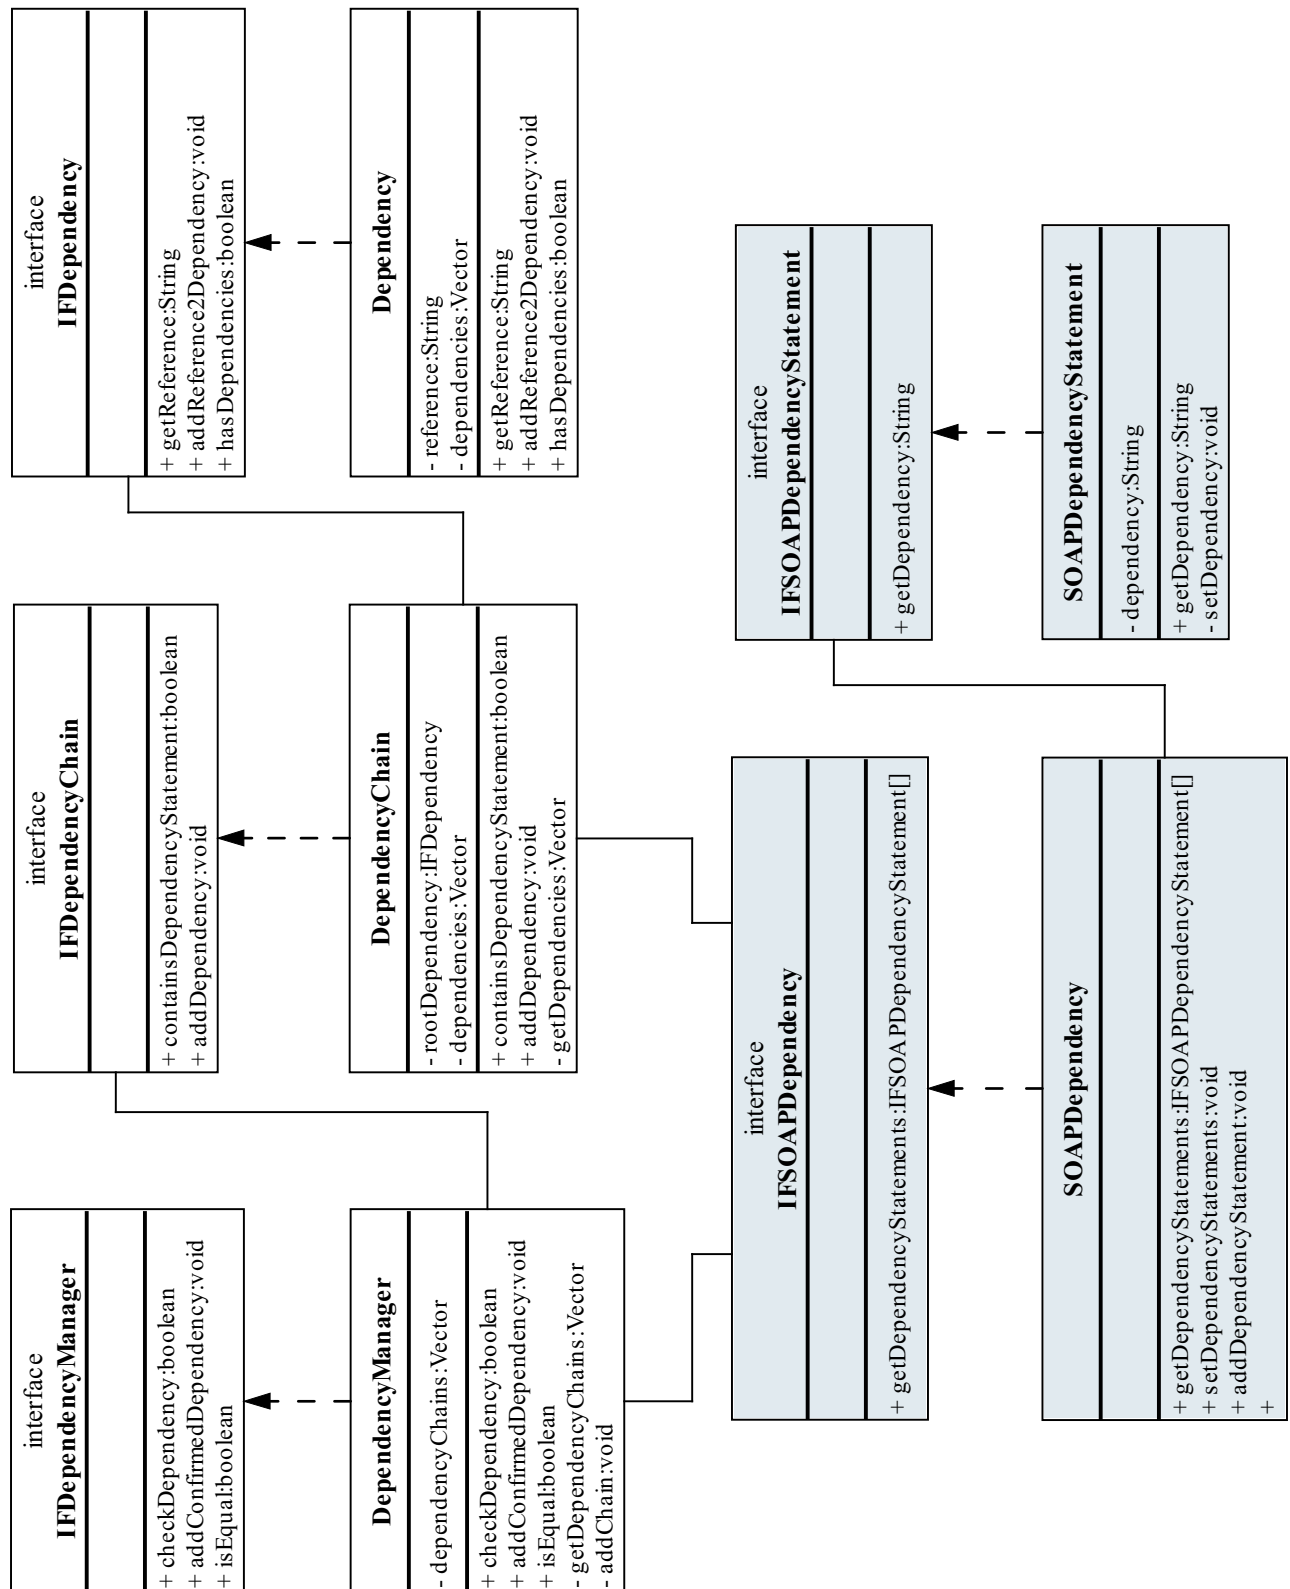 interface
IFDependencyManager
+ checkDependency:boolean
+ addConfirmedDependency:void
+ isEqual:boolean
interface
IFDependencyChain
+ containsDependencyStatement:boolean
+ addDependency:void
interface
IFDependency
+ getReference:String
+ addReference2Dependency:void
+ hasDependencies:boolean
DependencyManager
- dependencyChains:Vector
+ checkDependency:boolean
+ addConfirmedDependency:void
+ isEqual:boolean
- getDependencyChains:Vector
- addChain:void
DependencyChain
- rootDependency:IFDependency
- dependencies:Vector
+ containsDependencyStatement:boolean
+ addDependency:void
- getDependencies:Vector
Dependency
- reference:String
- dependencies:Vector
+ getReference:String
+ addReference2Dependency:void
+ hasDependencies:boolean
interface
IFSOAPDependency
+ getDependencyStatements:IFSOAPDependencyStatement[]
interface
IFSOAPDependencyStatement
+ getDependency:String
SOAPDependency
+ getDependencyStatements:IFSOAPDependencyStatement[]
+ setDependencyStatements:void
+ addDependencyStatement:void
+
SOAPDependencyStatement
- dependency:String
+ getDependency:String
- setDependency:void